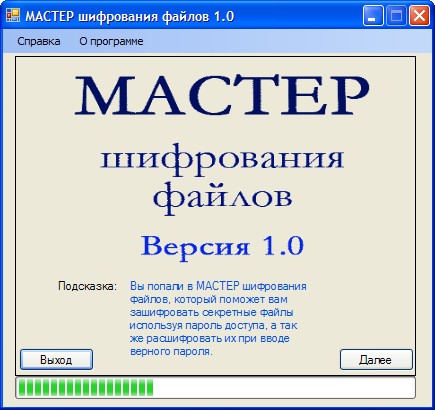 МАСТЕР шифрования файлов 1.0
Справка О программе
МАСТЕР
шифрования
файлов
Версия 1.0
Подсказка: Вы попали в МАСТЕР шифрования
файлов, который поможет вам
зашифровать секретные файлы
используя пароль доступа, а так
же расшифровать их при вводе
верного пароля.
Выход Далее